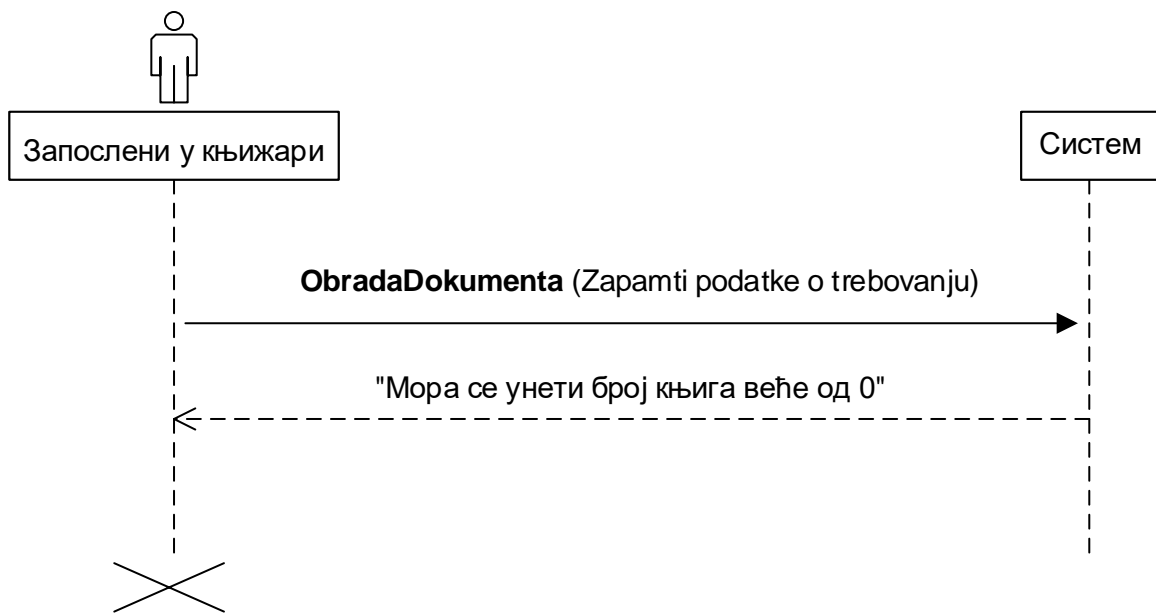 Запослени у књижари
Систем
ObradaDokumenta (Zapamti podatke o trebovanju)
"Мора се унети број књига веће од 0"